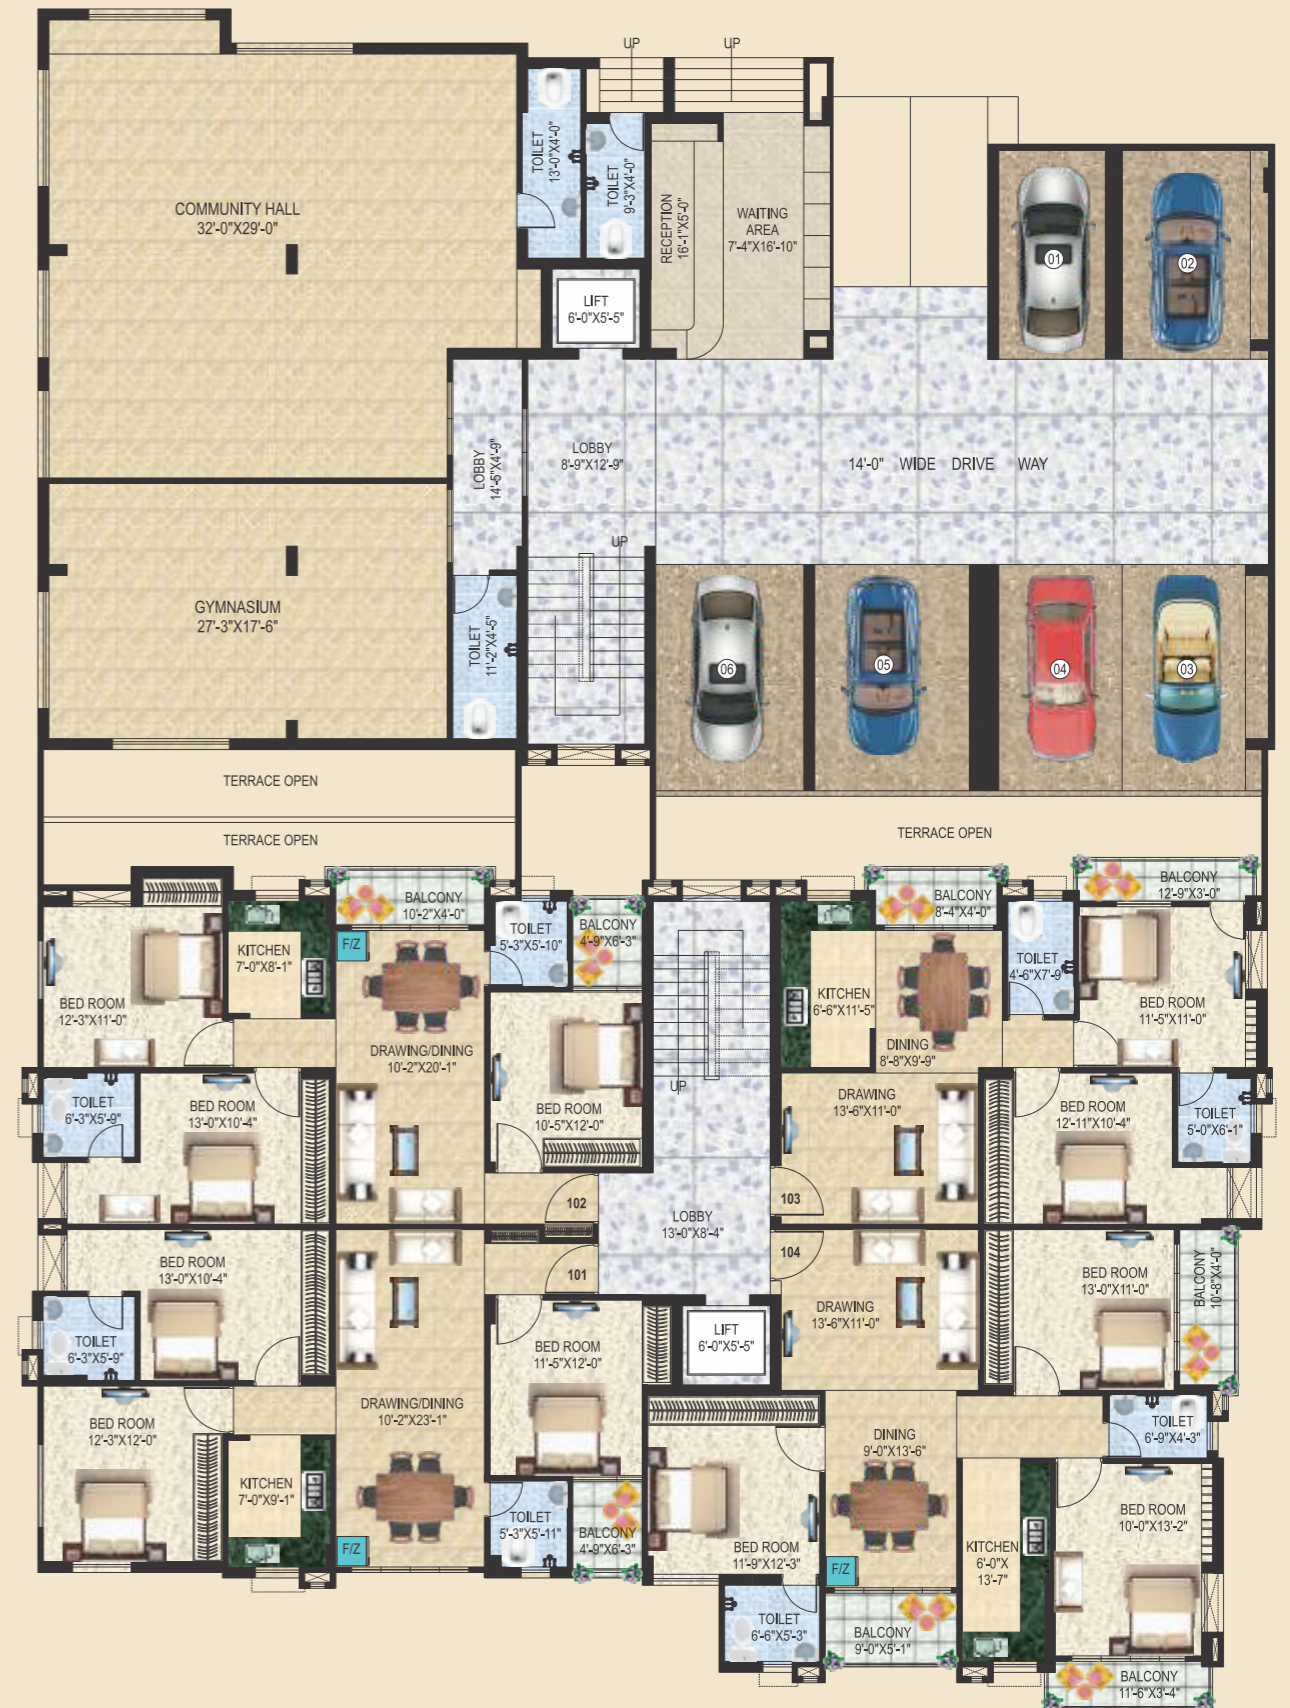 UP
UP
TOILET
13'-0"X4'-0"
TOILET
9'-3"X4'-0"
COMMUNITY HALL
32'-0"X29'-0"
RECEPTION
16'-1"X5'-0"
WAITING
AREA
7'-4"X16'-10"
01
02
LIFT
6'-0"X5'-5"
LOBBY
14'-5"X4'-9"
LOBBY
8'-9"X12'-9"
14'-0" WIDE DRIVE WAY
UP
GYMNASIUM
27'-3"X17'-6"
TOILET
11'-2"X4'-5"
06
05
04
03
TERRACE OPEN
TERRACE OPEN
TERRACE OPEN
BALCONY
10'-2"X4'-0"
BALCONY
8'-4"X4'-0"
BALCONY
12'-9"X3'-0"
KITCHEN
7'-0"X8'-1"
F/Z
TOILET
5'-3"X5'-10"
BALCONY
4'-9"X6'-3"
TOILET
4'-6"X7'-9"
BED ROOM
12'-3"X11'-0"
KITCHEN
6'-6"X11'-5"
BED ROOM
11'-5"X11'-0"
DRAWING/DINING
10'-2"X20'-1"
DINING
8'-8"X9'-9"
UP
TOILET
6'-3"X5'-9"
BED ROOM
13'-0"X10'-4"
BED ROOM
10'-5"X12'-0"
DRAWING
13'-6"X11'-0"
BED ROOM
12'-11"X10'-4"
TOILET
5'-0"X6'-1"
102
103
LOBBY
13'-0"X8'-4"
101
104
BED ROOM
13'-0"X10'-4"
BED ROOM
13'-0"X11'-0"
BALCONY
10'-8"X4'-0"
DRAWING
13'-6"X11'-0"
TOILET
6'-3"X5'-9"
BED ROOM
11'-5"X12'-0"
LIFT
6'-0"X5'-5"
DRAWING/DINING
10'-2"X23'-1"
BED ROOM
12'-3"X12'-0"
DINING
9'-0"X13'-6"
TOILET
6'-9"X4'-3"
KITCHEN
7'-0"X9'-1"
TOILET
5'-3"X5'-11"
BALCONY
4'-9"X6'-3"
BED ROOM
10'-0"X13'-2"
F/Z
BED ROOM
11'-9"X12'-3"
KITCHEN
6'-0"X
13'-7"
F/Z
TOILET
6'-6"X5'-3"
BALCONY
9'-0"X5'-1"
BALCONY
11'-6"X3'-4"